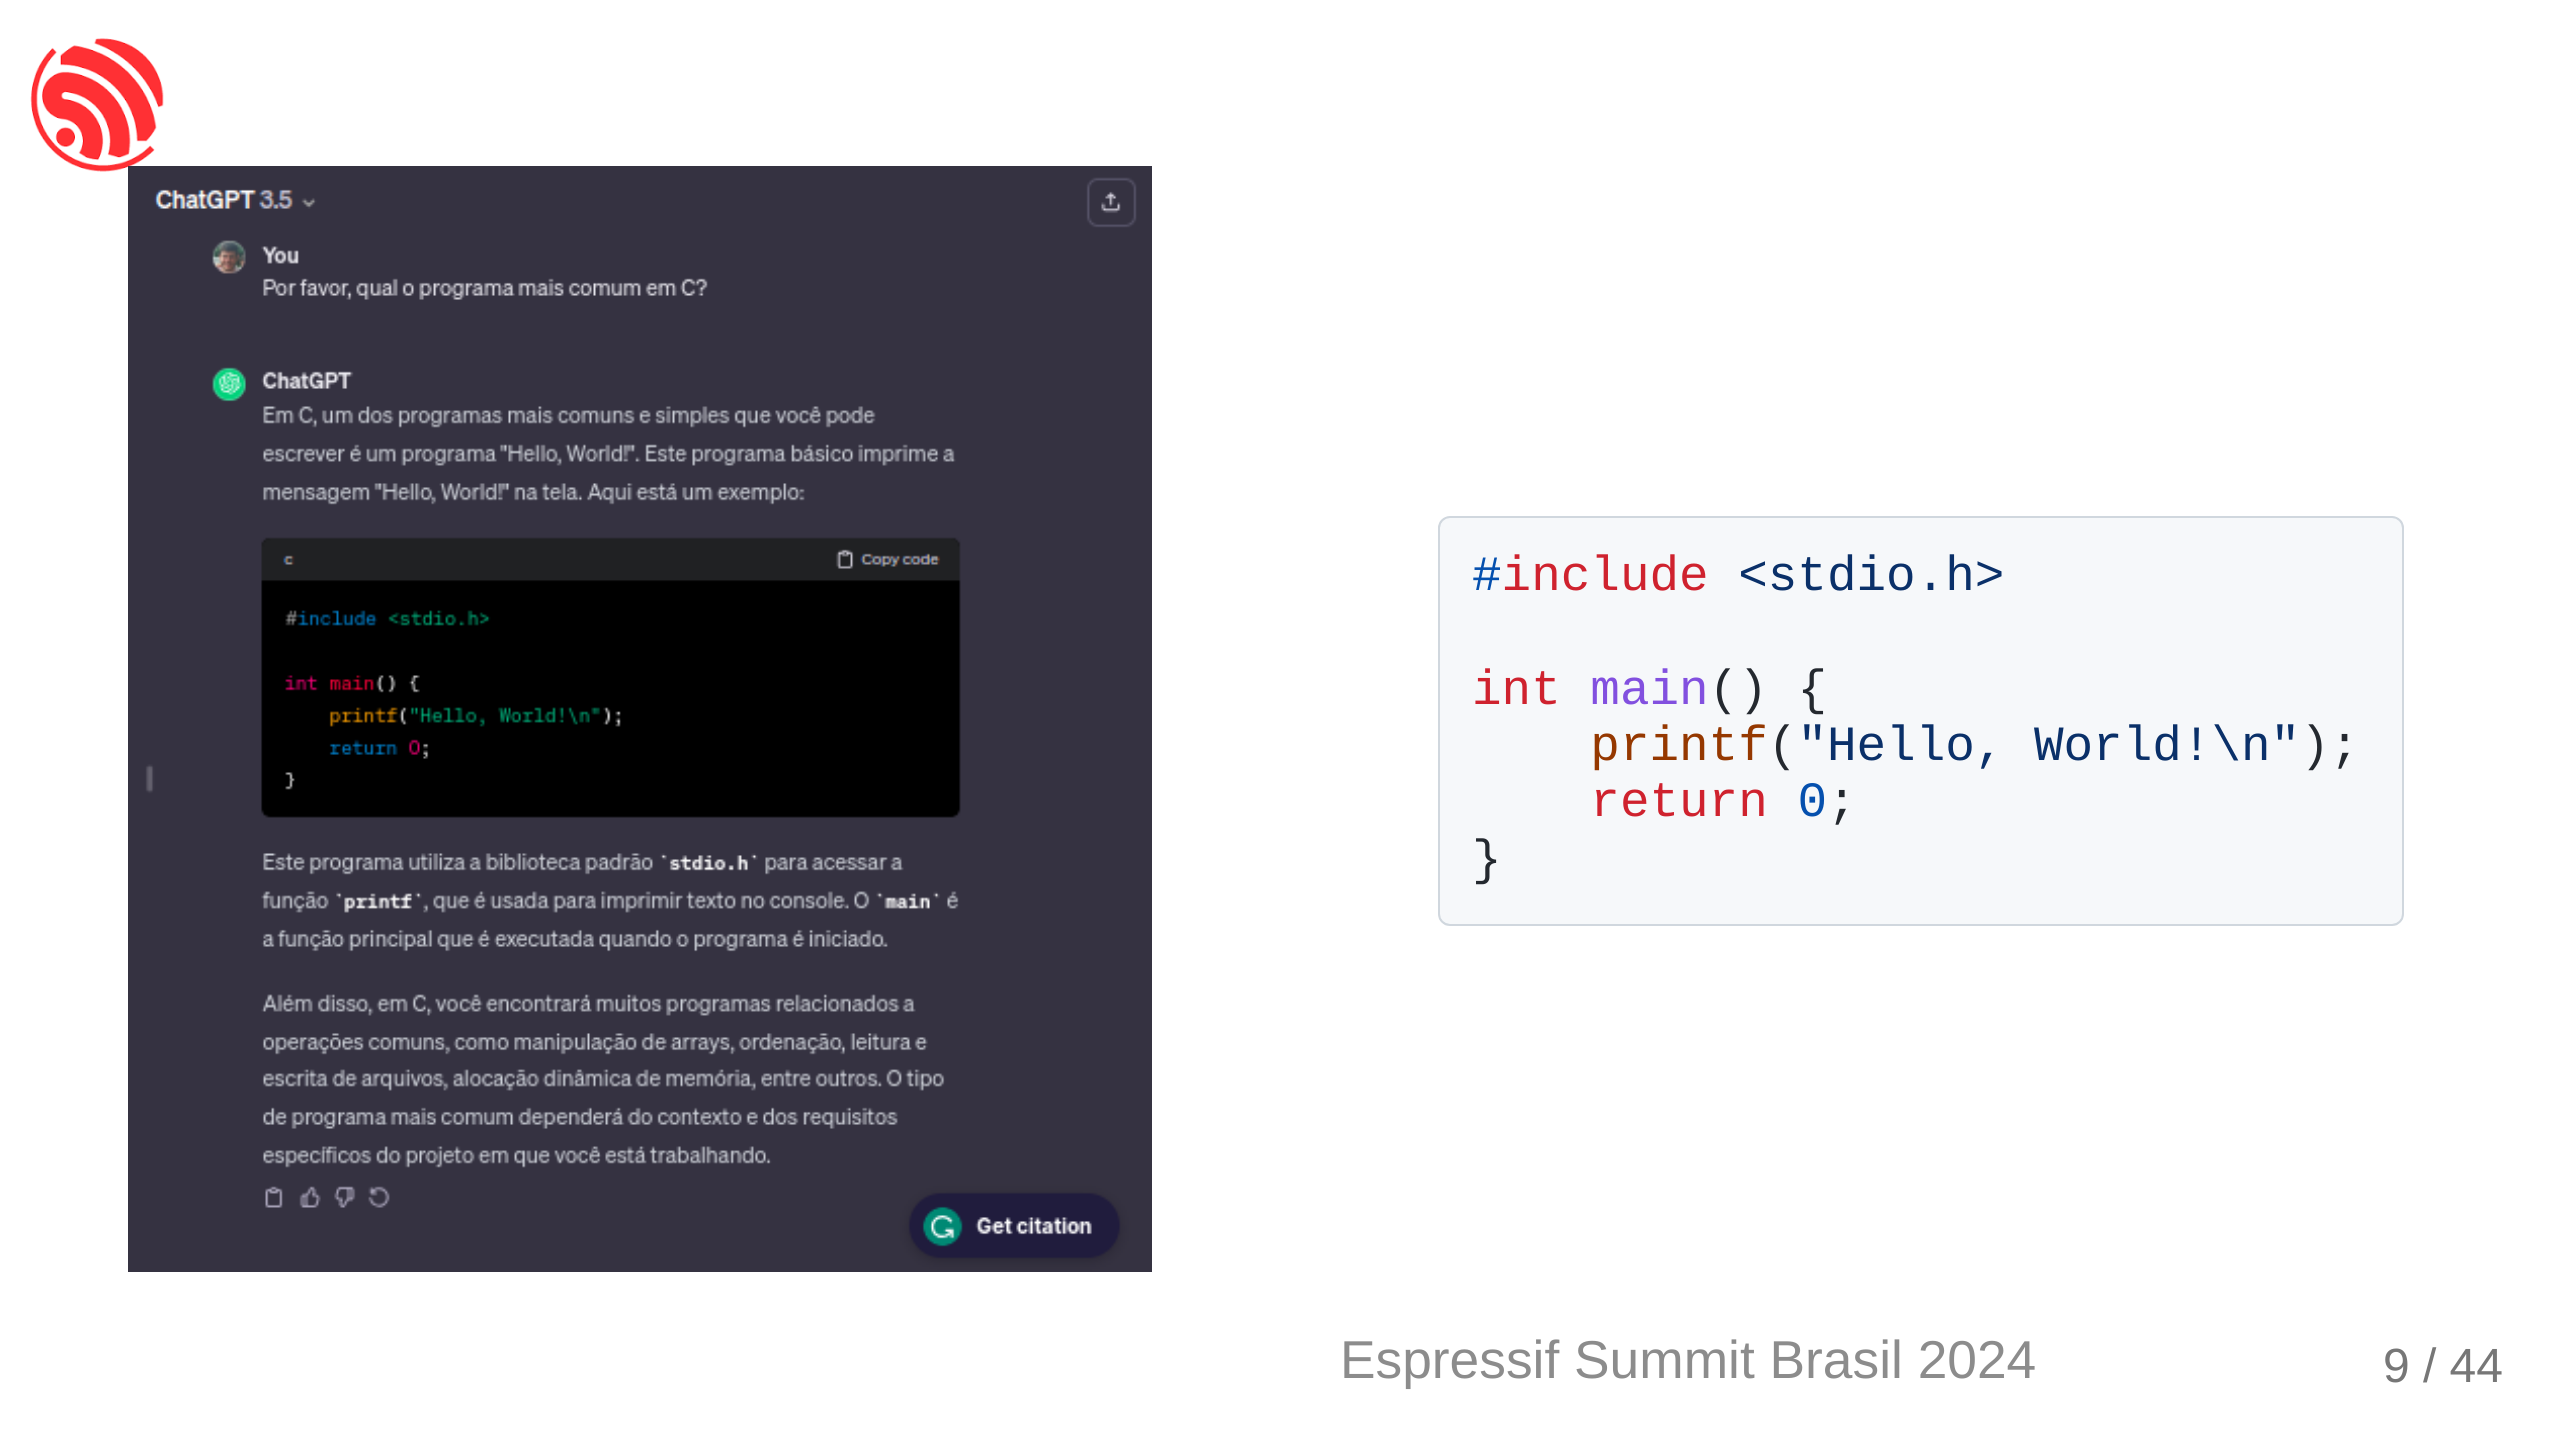 ChatGPT 3.5
You
Por favor, qual o programa mais comum em C?
ChatGPT
Em C, um dos programas mais comuns e simples que você pode
escrever é um programa "Hello, World!". Este programa básico imprime a
mensagem "Hello, World!" na tela. Aqui está um exemplo:
c
Copy code
#include <stdio.h>
int main() {
    printf("Hello, World!\n");
    return 0;
}
Este programa utiliza a biblioteca padrão `stdio.h` para acessar a
função `printf`, que é usada para imprimir texto no console. O `main` é
a função principal que é executada quando o programa é iniciado.
Além disso, em C, você encontrará muitos programas relacionados a
operações comuns, como manipulação de arrays, ordenação, leitura e
escrita de arquivos, alocação dinâmica de memória, entre outros. O tipo
de programa mais comum dependerá do contexto e dos requisitos
específicos do projeto em que você está trabalhando.
Get citation
#include <stdio.h>
int main() {
    printf("Hello, World!\n");
    return 0;
}
Espressif Summit Brasil 2024
9 / 44